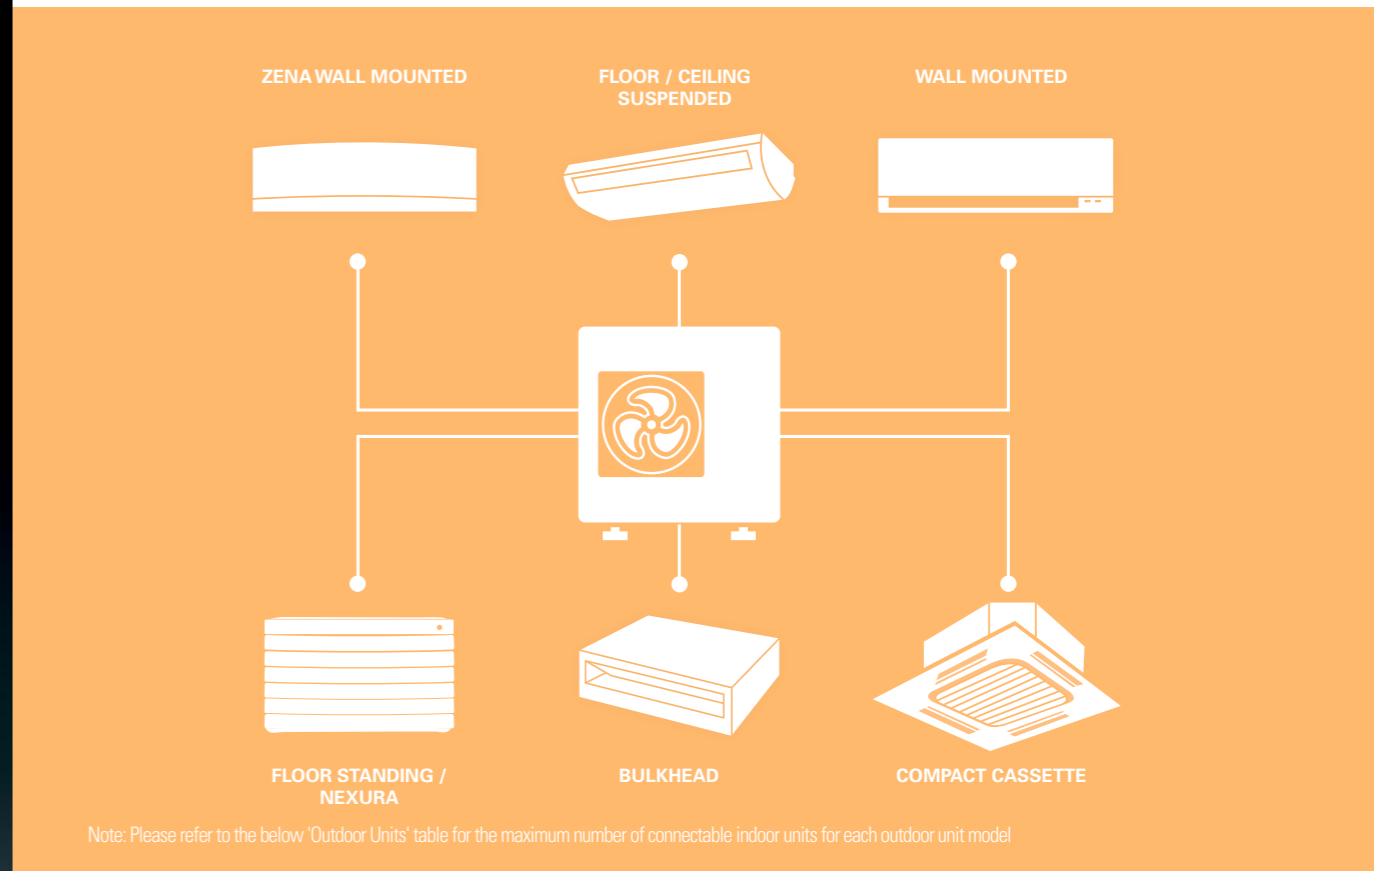 ZENA WALL MOUNTED
FLOOR / CEILING
SUSPENDED
WALL MOUNTED
FLOOR STANDING /
NEXURA
BULKHEAD
COMPACT CASSETTE
Note: Please refer to the below 'Outdoor Units' table for the maximum number of connectable indoor units for each outdoor unit model